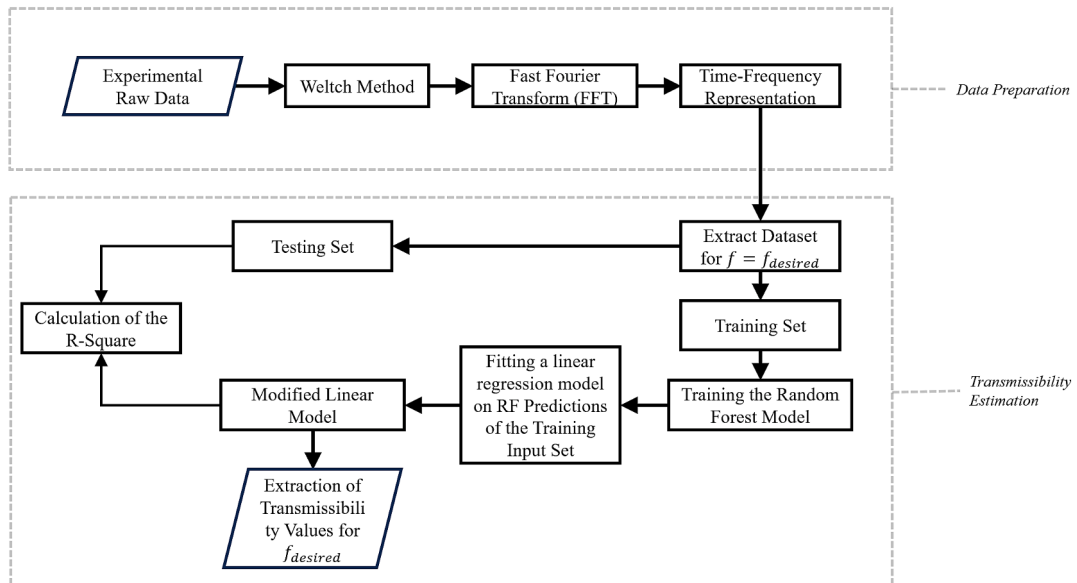 Experimental
Raw Data
Weltch Method
Fast Fourier
Transform (FFT)
Time-Frequency
Representation
Data Preparation
Extract Dataset
for f = f_desired
Testing Set
Training Set
Calculation of the
R-Square
Modified Linear
Model
Fitting a linear
regression model
on RF Predictions
of the Training
Input Set
Training the Random
Forest Model
Transmissibility
Estimation
Extraction of
Transmissibili
ty Values for
f_desired